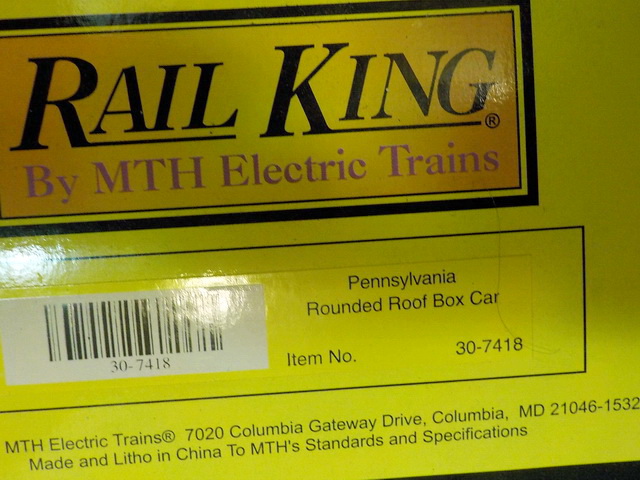 RAIL KING®
By MTH Electric Trains
Pennsylvania
Rounded Roof Box Car
Item No. 30-7418
30-7418
MTH Electric Trains® 7020 Columbia Gateway Drive, Columbia, MD 21046-1532
Made and Litho in China To MTH's Standards and Specifications